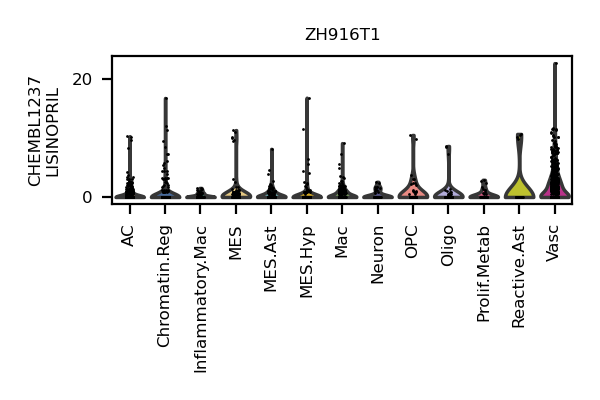 ZH916T1
CHEMBL1237
LISINOPRIL
20
0
AC
Chromatin.Reg
Inflammatory.Mac
MES
MES.Ast
MES.Hyp
Mac
Neuron
OPC
Oligo
Prolif.Metab
Reactive.Ast
Vasc